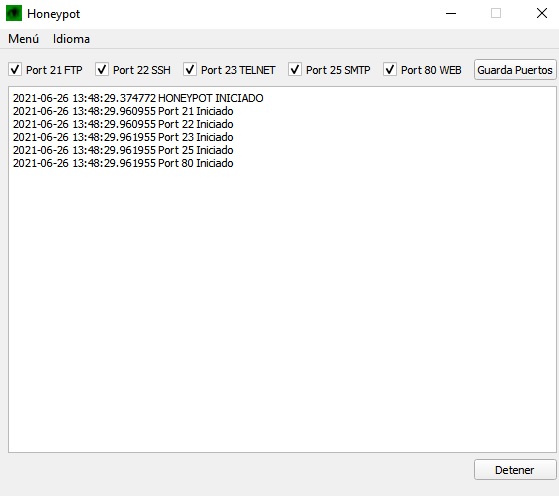 Honeypot
Menú Idioma
Port 21 FTP Port 22 SSH Port 23 TELNET Port 25 SMTP Port 80 WEB Guarda Puertos
2021-06-26 13:48:29.374772 HONEYPOT INICIADO
2021-06-26 13:48:29.960955 Port 21 Iniciado
2021-06-26 13:48:29.960955 Port 22 Iniciado
2021-06-26 13:48:29.961955 Port 23 Iniciado
2021-06-26 13:48:29.961955 Port 25 Iniciado
2021-06-26 13:48:29.961955 Port 80 Iniciado
Detener